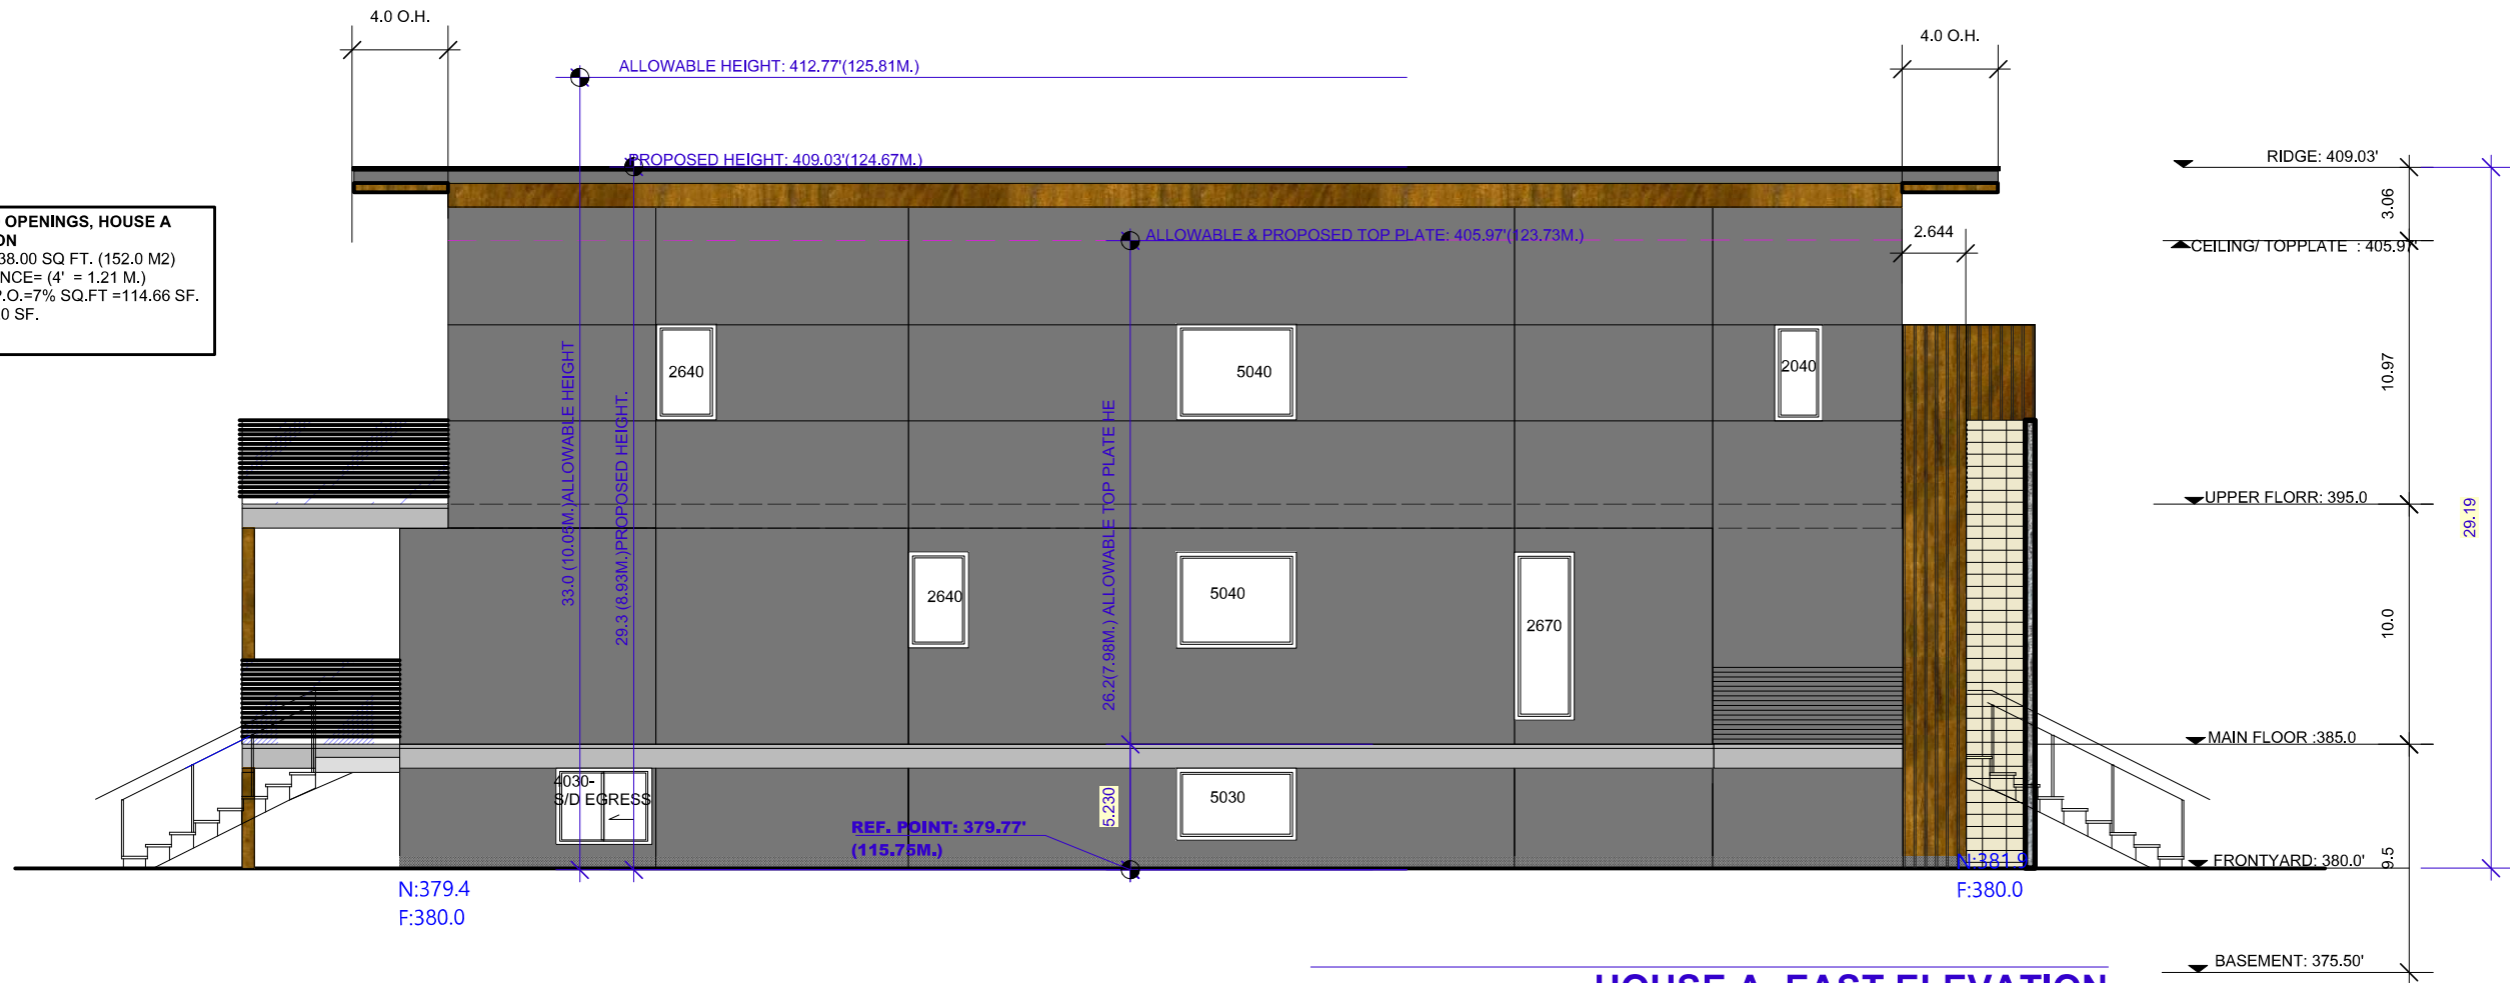 4.0 O.H.
4.0 O.H.
ALLOWABLE HEIGHT: 412.77'(125.81M.)
PROPOSED HEIGHT: 409.03'(124.67M.)
RIDGE: 409.03'
3.06
OPENINGS, HOUSE A
ON
38.00 SQ FT. (152.0 M2)
NCE= (4' = 1.21 M.)
P.O.=7% SQ.FT =114.66 SF.
0 SF.
ALLOWABLE & PROPOSED TOP PLATE: 405.97'(123.73M.)
2.644
CEILING/ TOPPLATE : 405.97'
33.0 (10.05M.)ALLOWABLE HEIGHT
29.3 (8.93M.)PROPOSED HEIGHT.
26.2(7.98M.) ALLOWABLE TOP PLATE HE
2640
5040
2040
10.97
UPPER FLORR: 395.0
29.19
2640
5040
2670
10.0
MAIN FLOOR :385.0
4030-
S/D EGRESS
5030
5.230
REF. POINT: 379.77'
(115.75M.)
FRONTYARD: 380.0'
9.5
N:379.4
F:380.0
N:381.9
F:380.0
BASEMENT: 375.50'
HOUSE A EAST ELEVATION